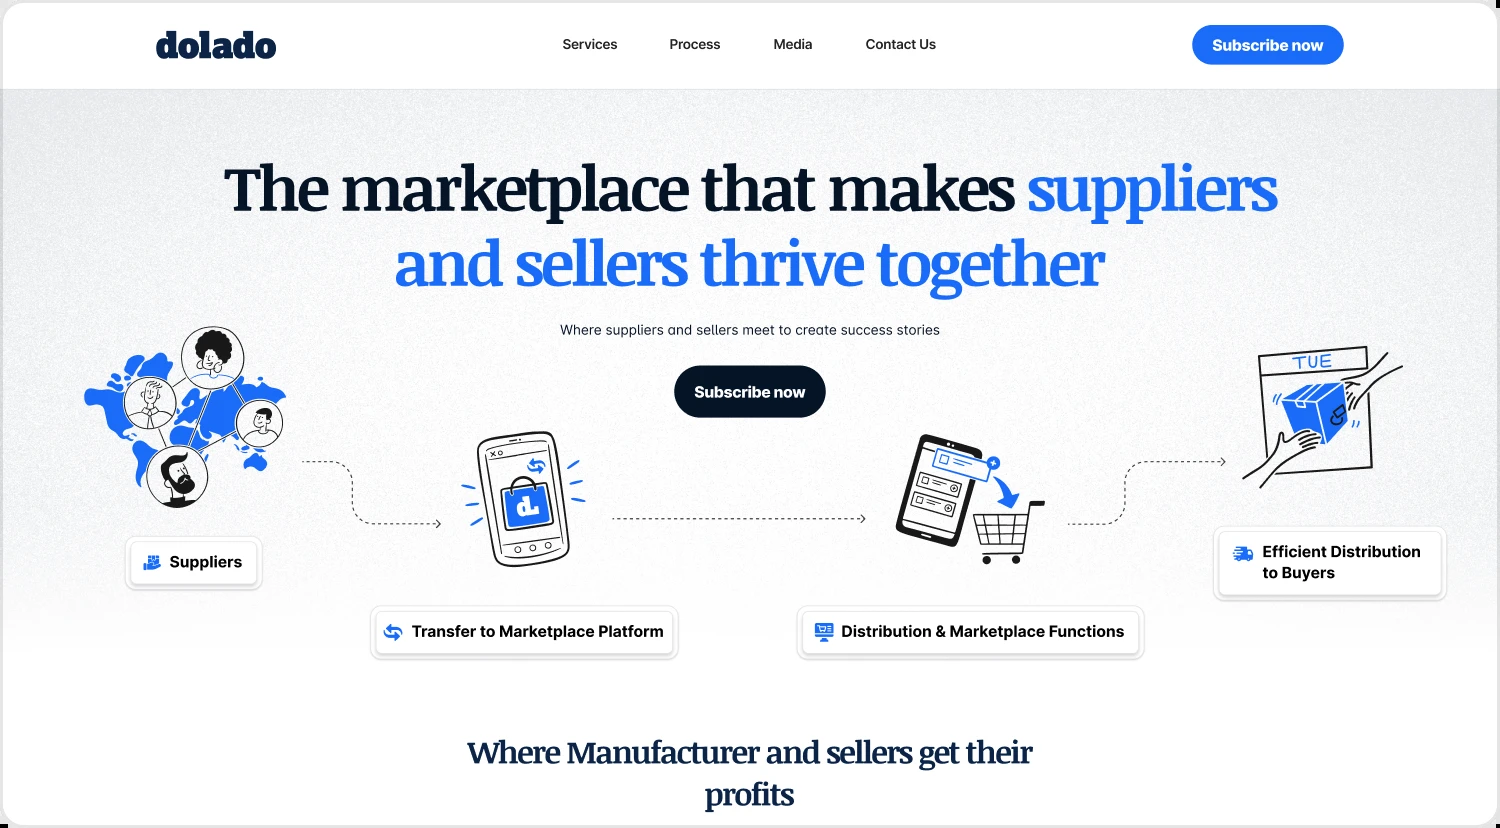 dolado
Services
Process
Media
Contact Us
Subscribe now
The marketplace that makes suppliers
and sellers thrive together
Where suppliers and sellers meet to create success stories
Subscribe now
TUE
Suppliers
Transfer to Marketplace Platform
Distribution & Marketplace Functions
Efficient Distribution
to Buyers
Where Manufacturer and sellers get their
profits